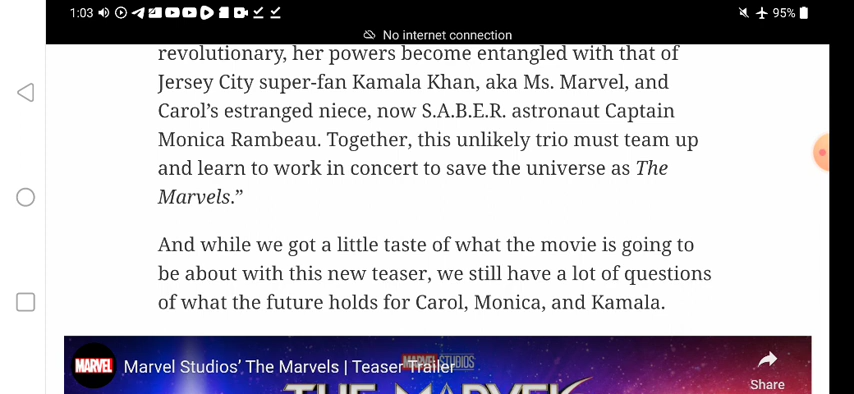 1:03
95%
No internet connection
revolutionary, her powers become entangled with that of
Jersey City super-fan Kamala Khan, aka Ms. Marvel, and
Carol’s estranged niece, now S.A.B.E.R. astronaut Captain
Monica Rambeau. Together, this unlikely trio must team up
and learn to work in concert to save the universe as The
Marvels.”
And while we got a little taste of what the movie is going to
be about with this new teaser, we still have a lot of questions
of what the future holds for Carol, Monica, and Kamala.
MARVEL
Marvel Studios’ The Marvels | Teaser Trailer
MARVEL STUDIOS
Share
THE MARVE